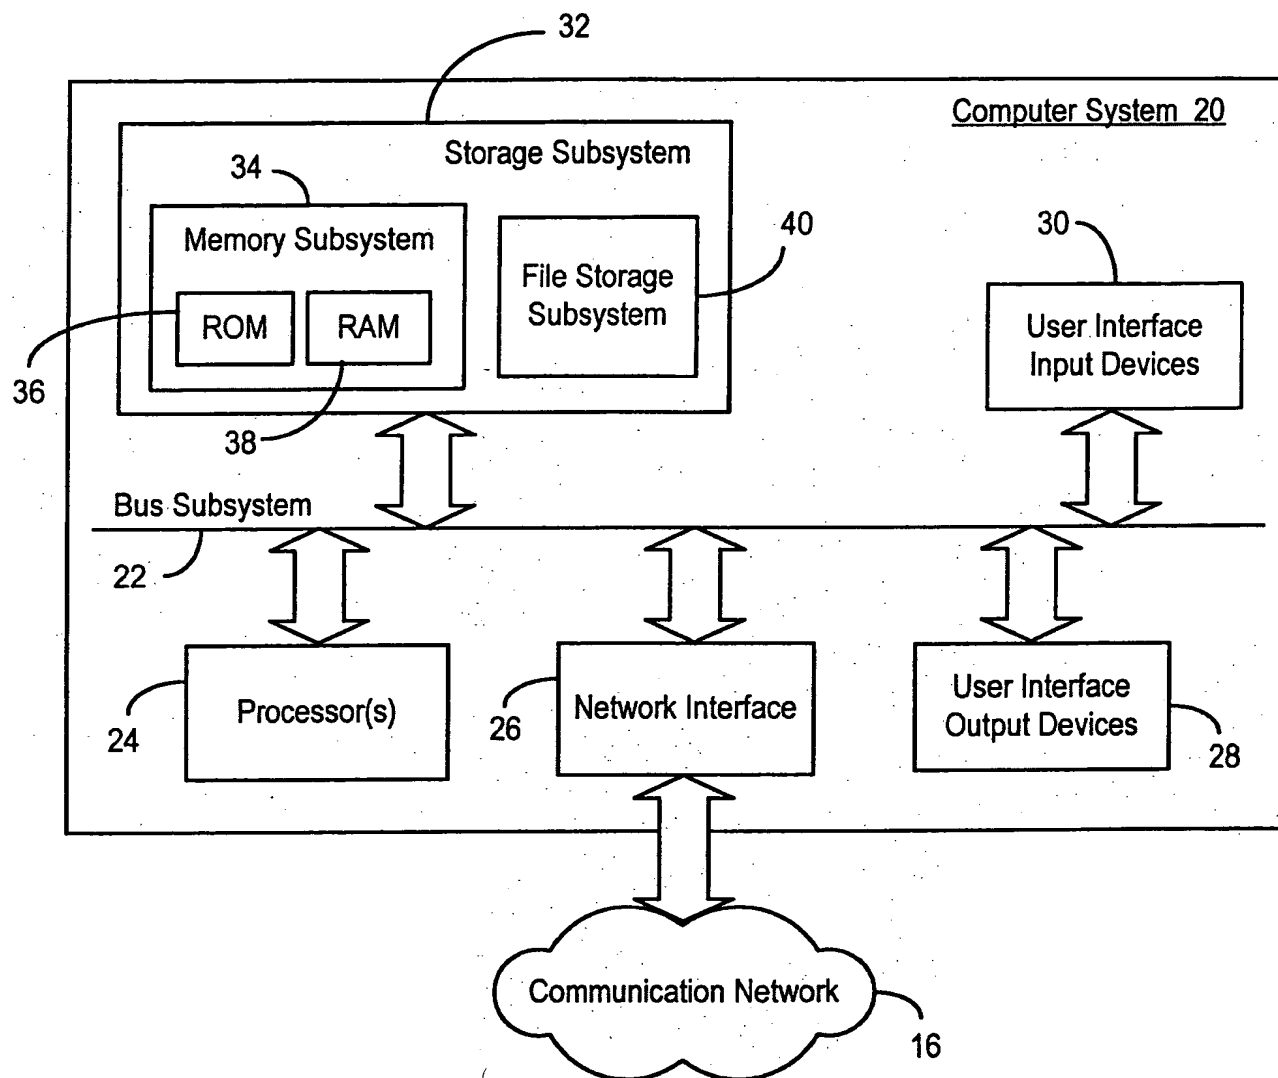 32
Computer System 20
Storage Subsystem
34
Memory Subsystem
40
30
File Storage
Subsystem
ROM
RAM
User Interface
Input Devices
36
38
Bus Subsystem
22
Processor(s)
24
Network Interface
26
User Interface
Output Devices
28
Communication Network
16